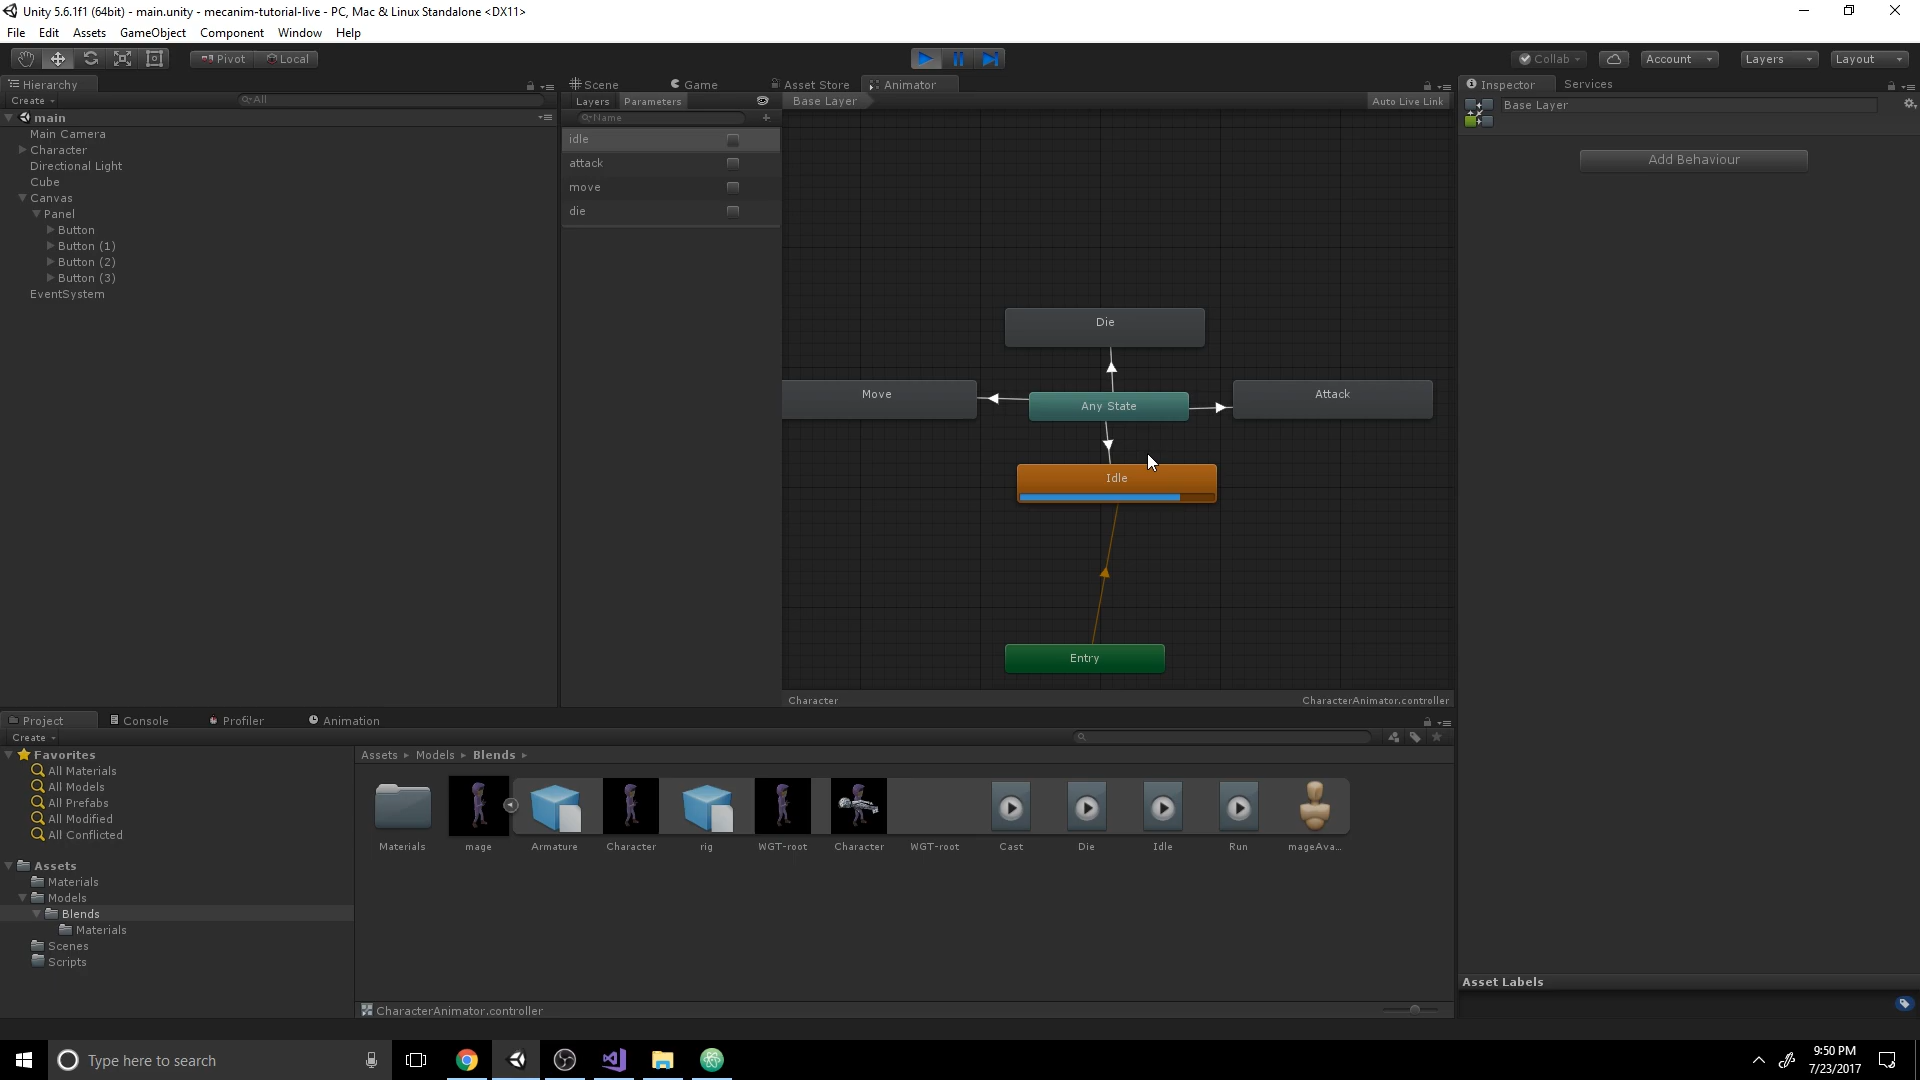 Unity 5.6.1f1 (64bit) - main.unity - mecanim-tutorial-live - PC, Mac & Linux Standalone <DX11>
File Edit Assets GameObject Component Window Help
Pivot Local Collab Account Layers Layout
Hierarchy Scene Game Asset Store Animator Inspector Services
Create All Layers Parameters Base Layer Auto Live Link Base Layer
main Name
Main Camera
Character
Directional Light
Cube
Canvas
Panel
Button
Button (1)
Button (2)
Button (3)
EventSystem
idle
attack
move
die
Add Behaviour
Die
Move
Any State
Attack
Idle
Entry
Character CharacterAnimator.controller
Project Console Profiler Animation
Create
Favorites
All Materials
All Models
All Prefabs
All Modified
All Conflicted
Assets
Materials
Models
Blends
Materials
Scenes
Scripts
Assets Models Blends
Materials mage Armature Character rig WGT-root Character WGT-root Cast Die Idle Run mageAva...
CharacterAnimator.controller
Asset Labels
Type here to search
9:50 PM
7/23/2017